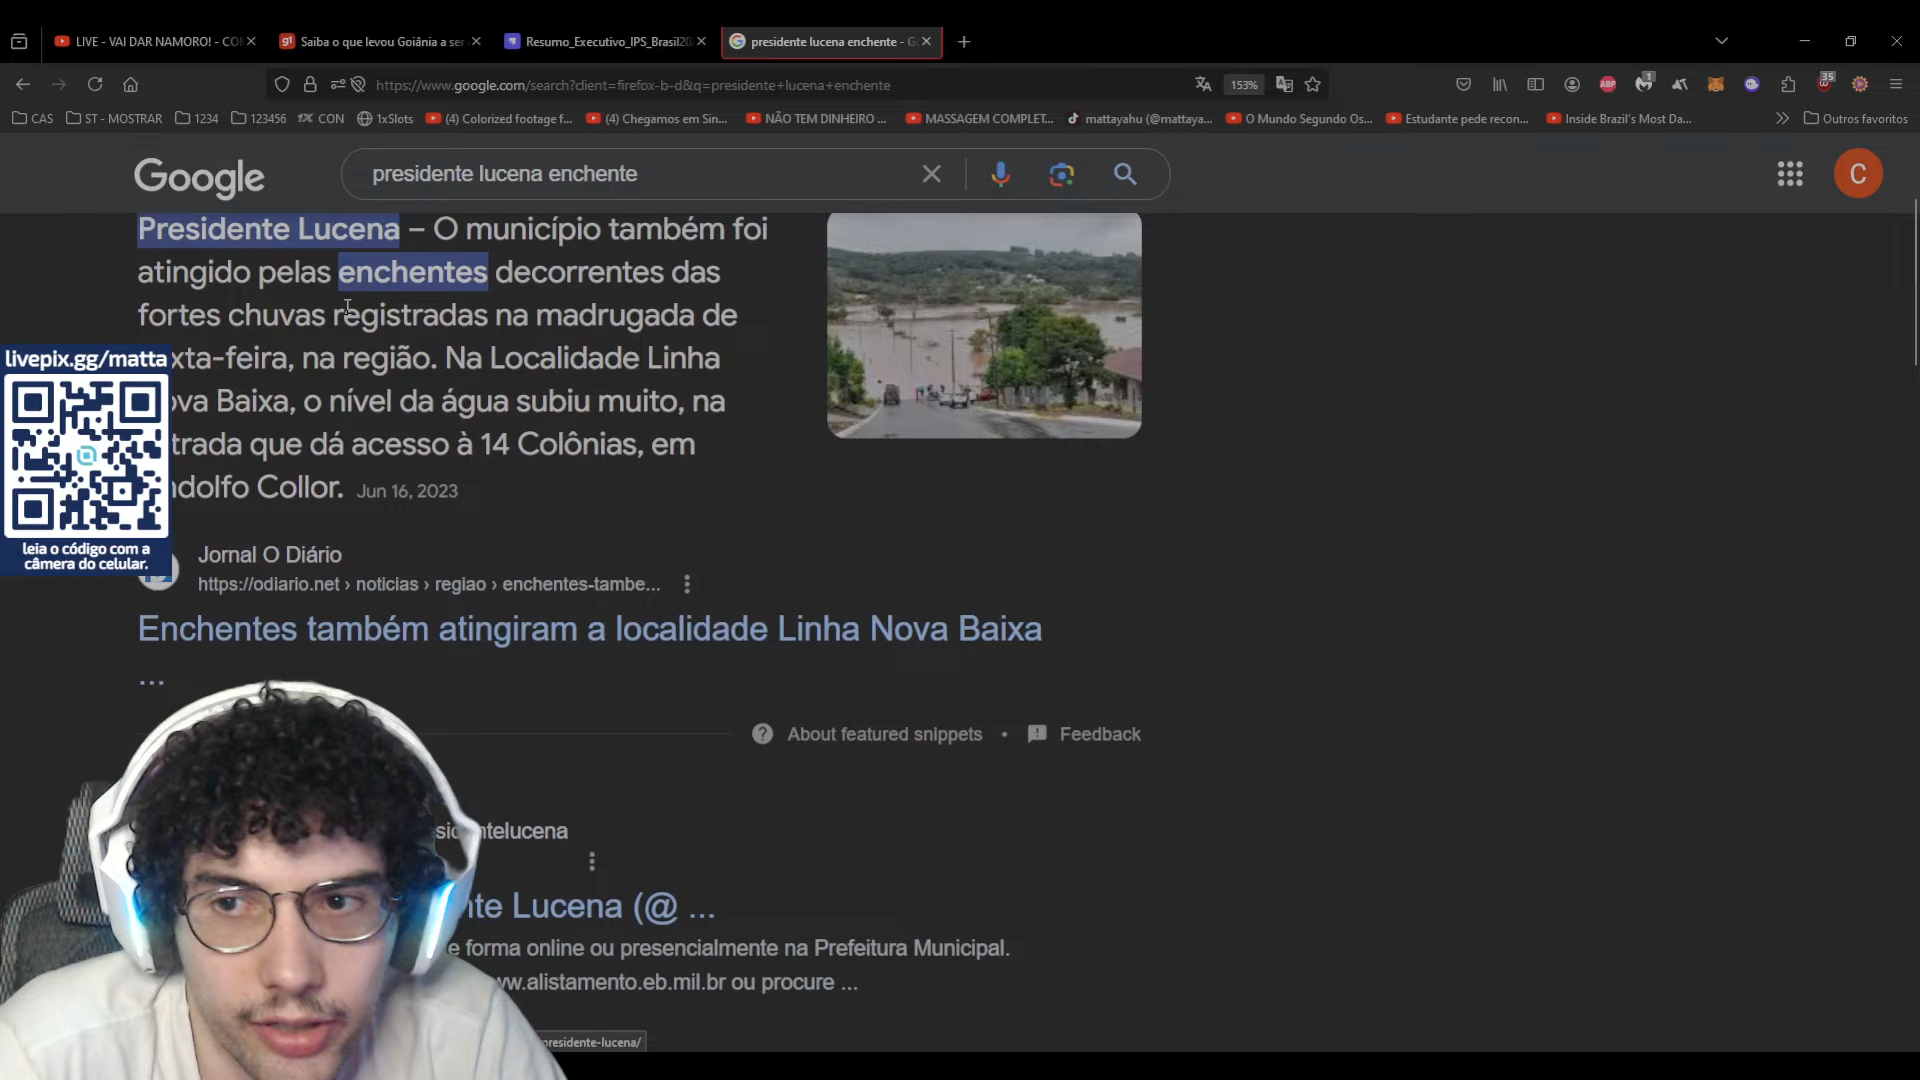 LIVE - VAI DAR NAMORO! - CO
Saiba o que levou Goiânia a ser
Resumo_Executivo_IPS_Brasil20
presidente lucena enchente - G
https://www.google.com/search?client=firefox-b-d&q=presidente+lucena+enchente
153%
1
35
CAS
ST - MOSTRAR
1234
123456
CON
1xSlots
(4) Colorized footage f...
(4) Chegamos em Sin...
NÃO TEM DINHEIRO ...
MASSAGEM COMPLET...
mattayahu (@mattaya...
O Mundo Segundo Os...
Estudante pede recon...
Inside Brazil's Most Da...
Outros favoritos
Google
presidente lucena enchente
C
Presidente Lucena – O município também foi
atingido pelas enchentes decorrentes das
fortes chuvas registradas na madrugada de
xta-feira, na região. Na Localidade Linha
ova Baixa, o nível da água subiu muito, na
trada que dá acesso à 14 Colônias, em
ndolfo Collor. Jun 16, 2023
livepix.gg/matta
leia o código com a
câmera do celular.
Jornal O Diário
https://odiario.net › noticias › regiao › enchentes-tambe...
Enchentes também atingiram a localidade Linha Nova Baixa
...
About featured snippets
•
Feedback
sidentelucena
nte Lucena (@ ...
e forma online ou presencialmente na Prefeitura Municipal.
ww.alistamento.eb.mil.br ou procure ...
presidente-lucena/